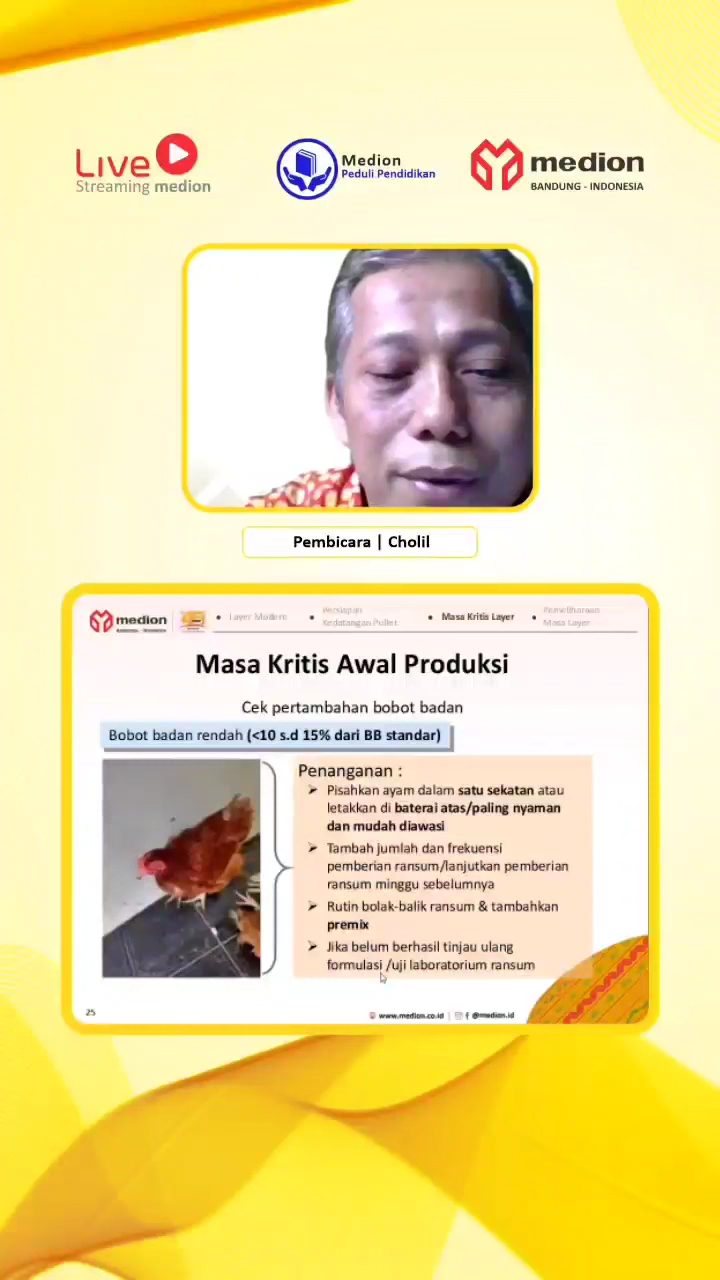 Live
Streaming medion
Medion
Peduli Pendidikan
medion
BANDUNG - INDONESIA
Pembicara | Cholil
medion
Layer Modern
Persiapan
Kedatangan Pullet
Masa Kritis Layer
Pemeliharaan
Masa Layer
Masa Kritis Awal Produksi
Cek pertambahan bobot badan
Bobot badan rendah (<10 s.d 15% dari BB standar)
Penanganan :
Pisahkan ayam dalam satu sekatan atau
letakkan di baterai atas/paling nyaman
dan mudah diawasi
Tambah jumlah dan frekuensi
pemberian ransum/lanjutkan pemberian
ransum minggu sebelumnya
Rutin bolak-balik ransum & tambahkan
premix
Jika belum berhasil tinjau ulang
formulasi /uji laboratorium ransum
25
www.medion.co.id
@medion.id